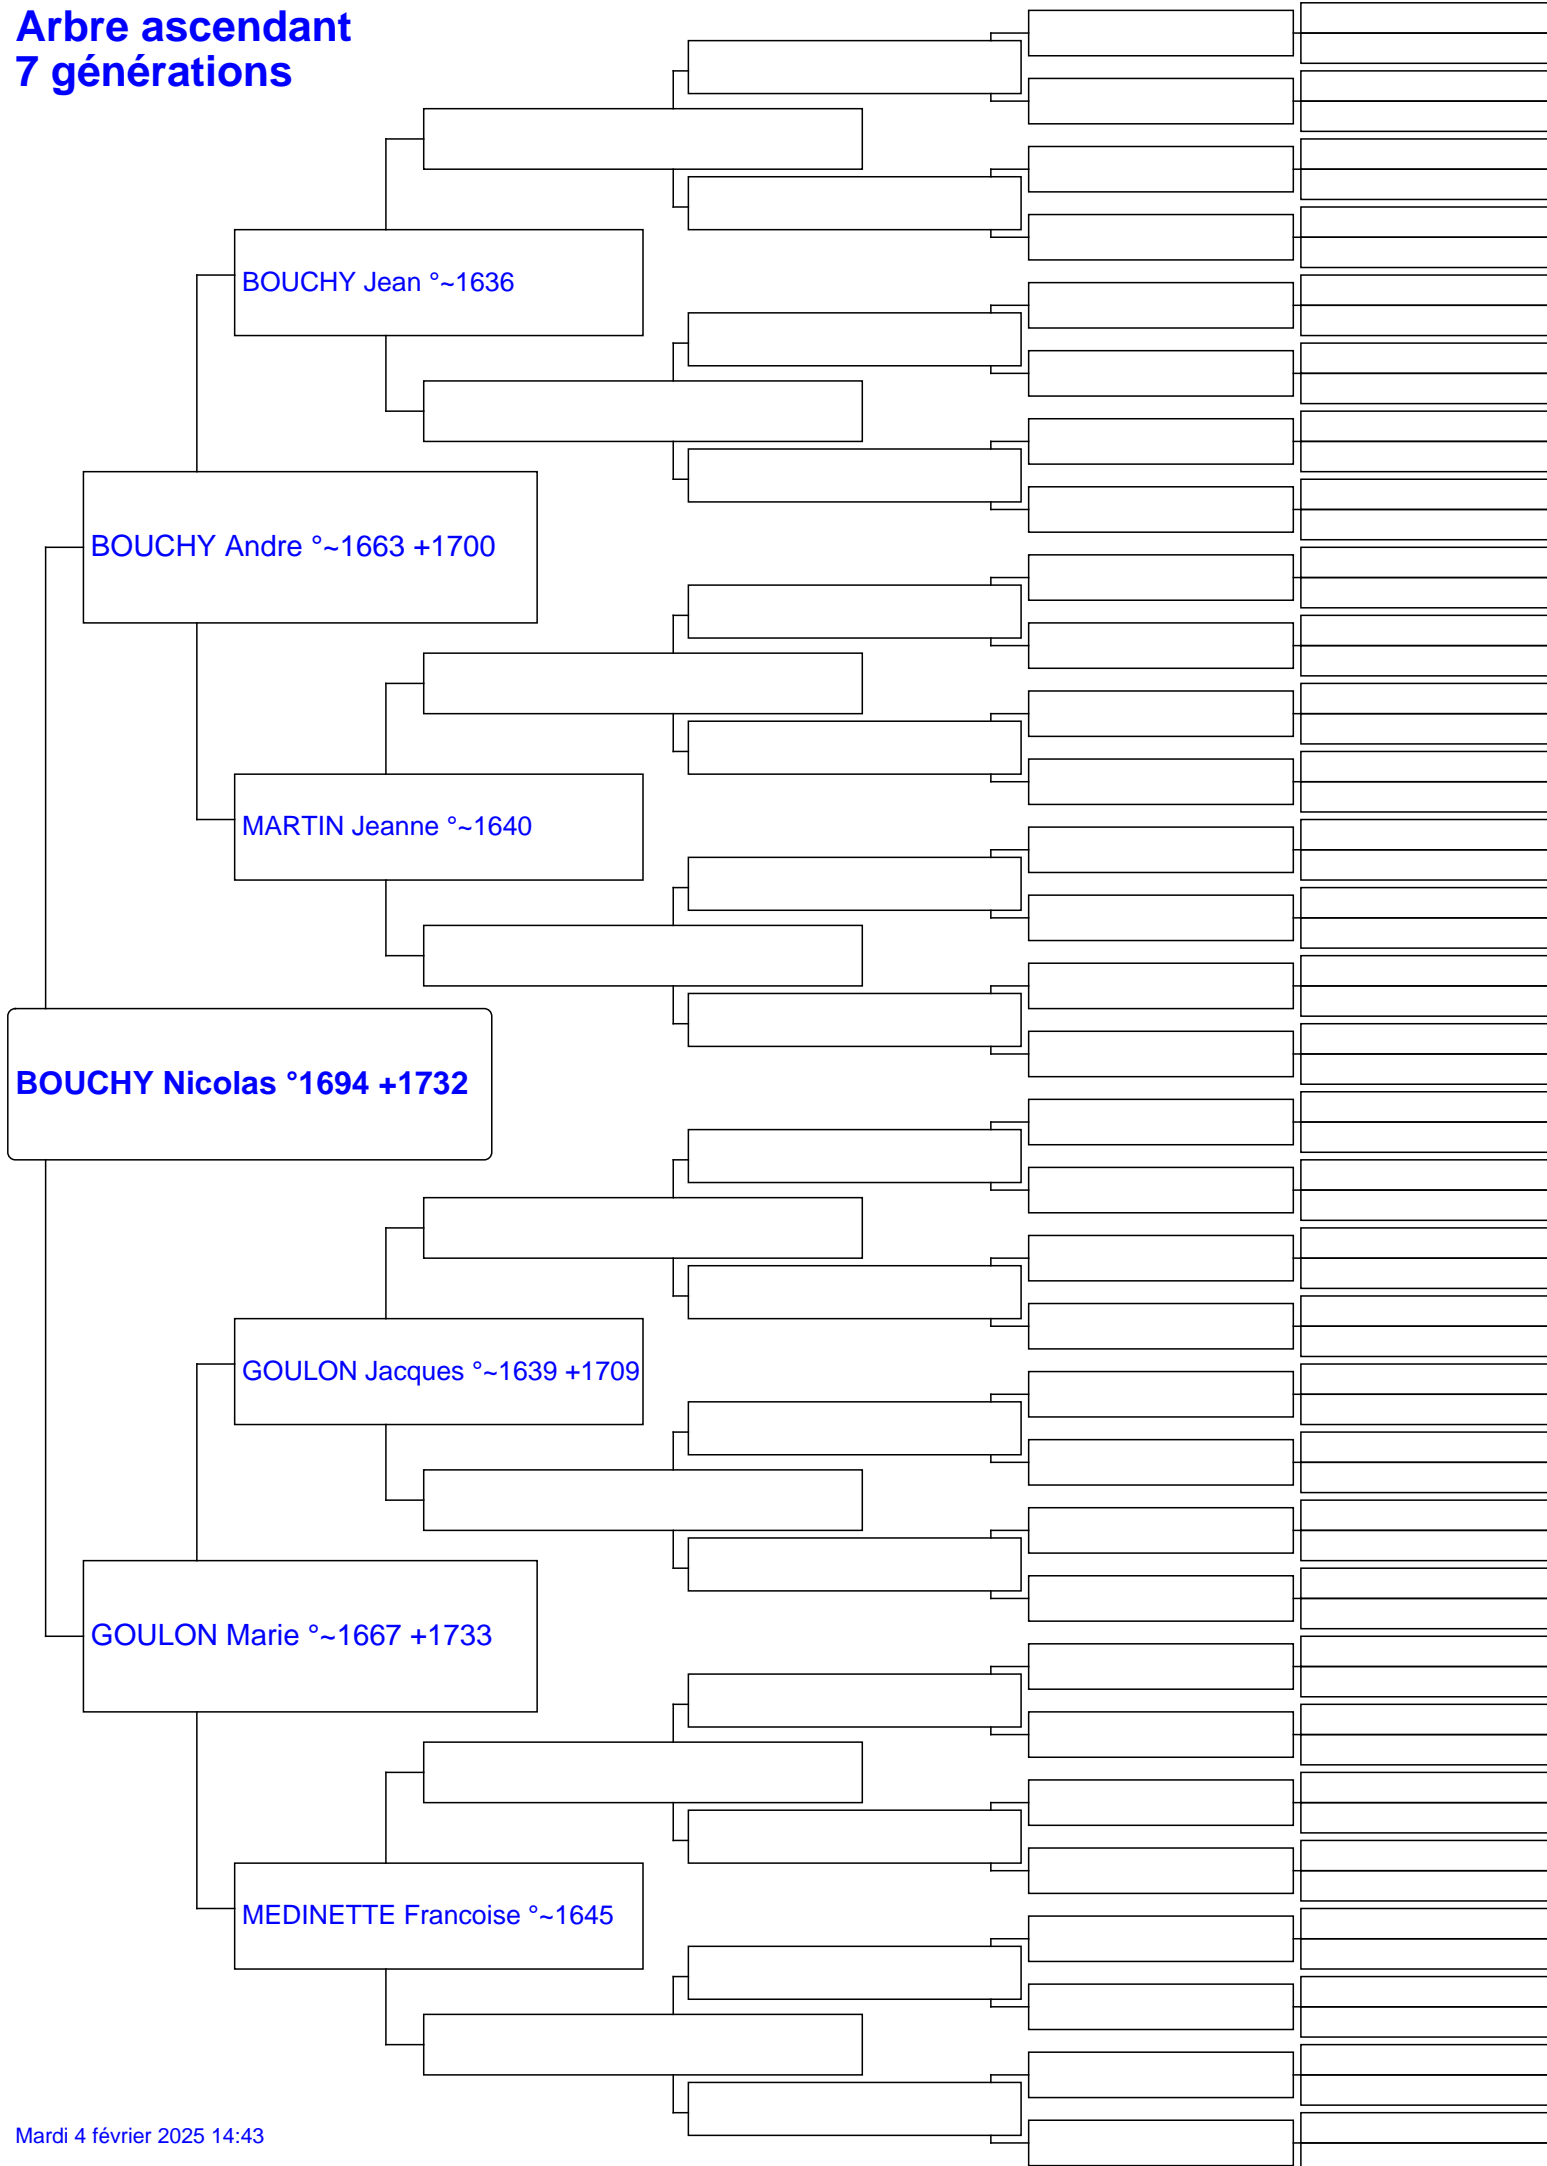 Arbre ascendant
7 générations
BOUCHY Jean °~1636
BOUCHY Andre °~1663 +1700
MARTIN Jeanne °~1640
BOUCHY Nicolas °1694 +1732
GOULON Jacques °~1639 +1709
GOULON Marie °~1667 +1733
MEDINETTE Francoise °~1645
Mardi 4 février 2025 14:43